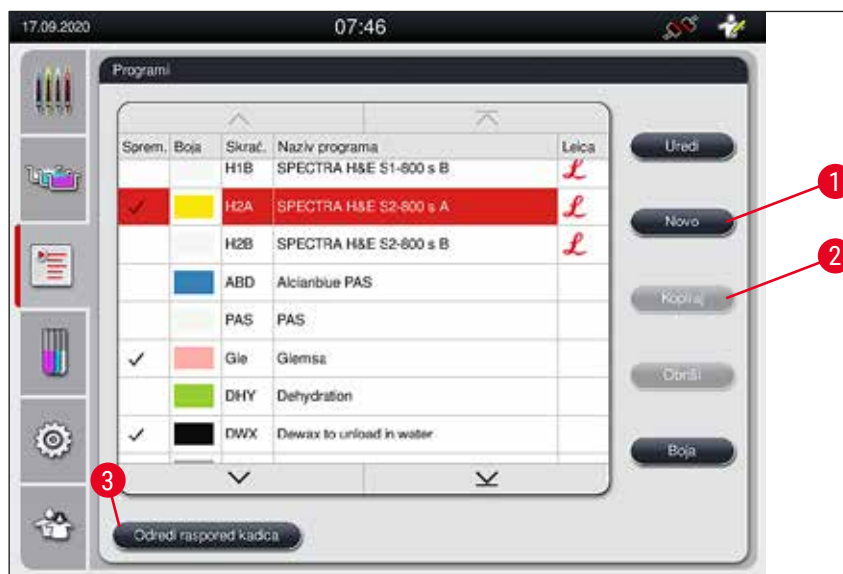 17.09.2020 07:46
Programi
Sprem. Boja Skrać. Naziv programa Leica
H1B SPECTRA H&E S1-600 s B
H2A SPECTRA H&E S2-600 s A
H2B SPECTRA H&E S2-600 s B
ABD Alcianblue PAS
PAS PAS
Gie Giemsa
DHY Dehydration
DWX Dewax to unload in water
Uredi
Novo
Kopiraj
Obriši
Boja
Odredi raspored kadica
1
2
3